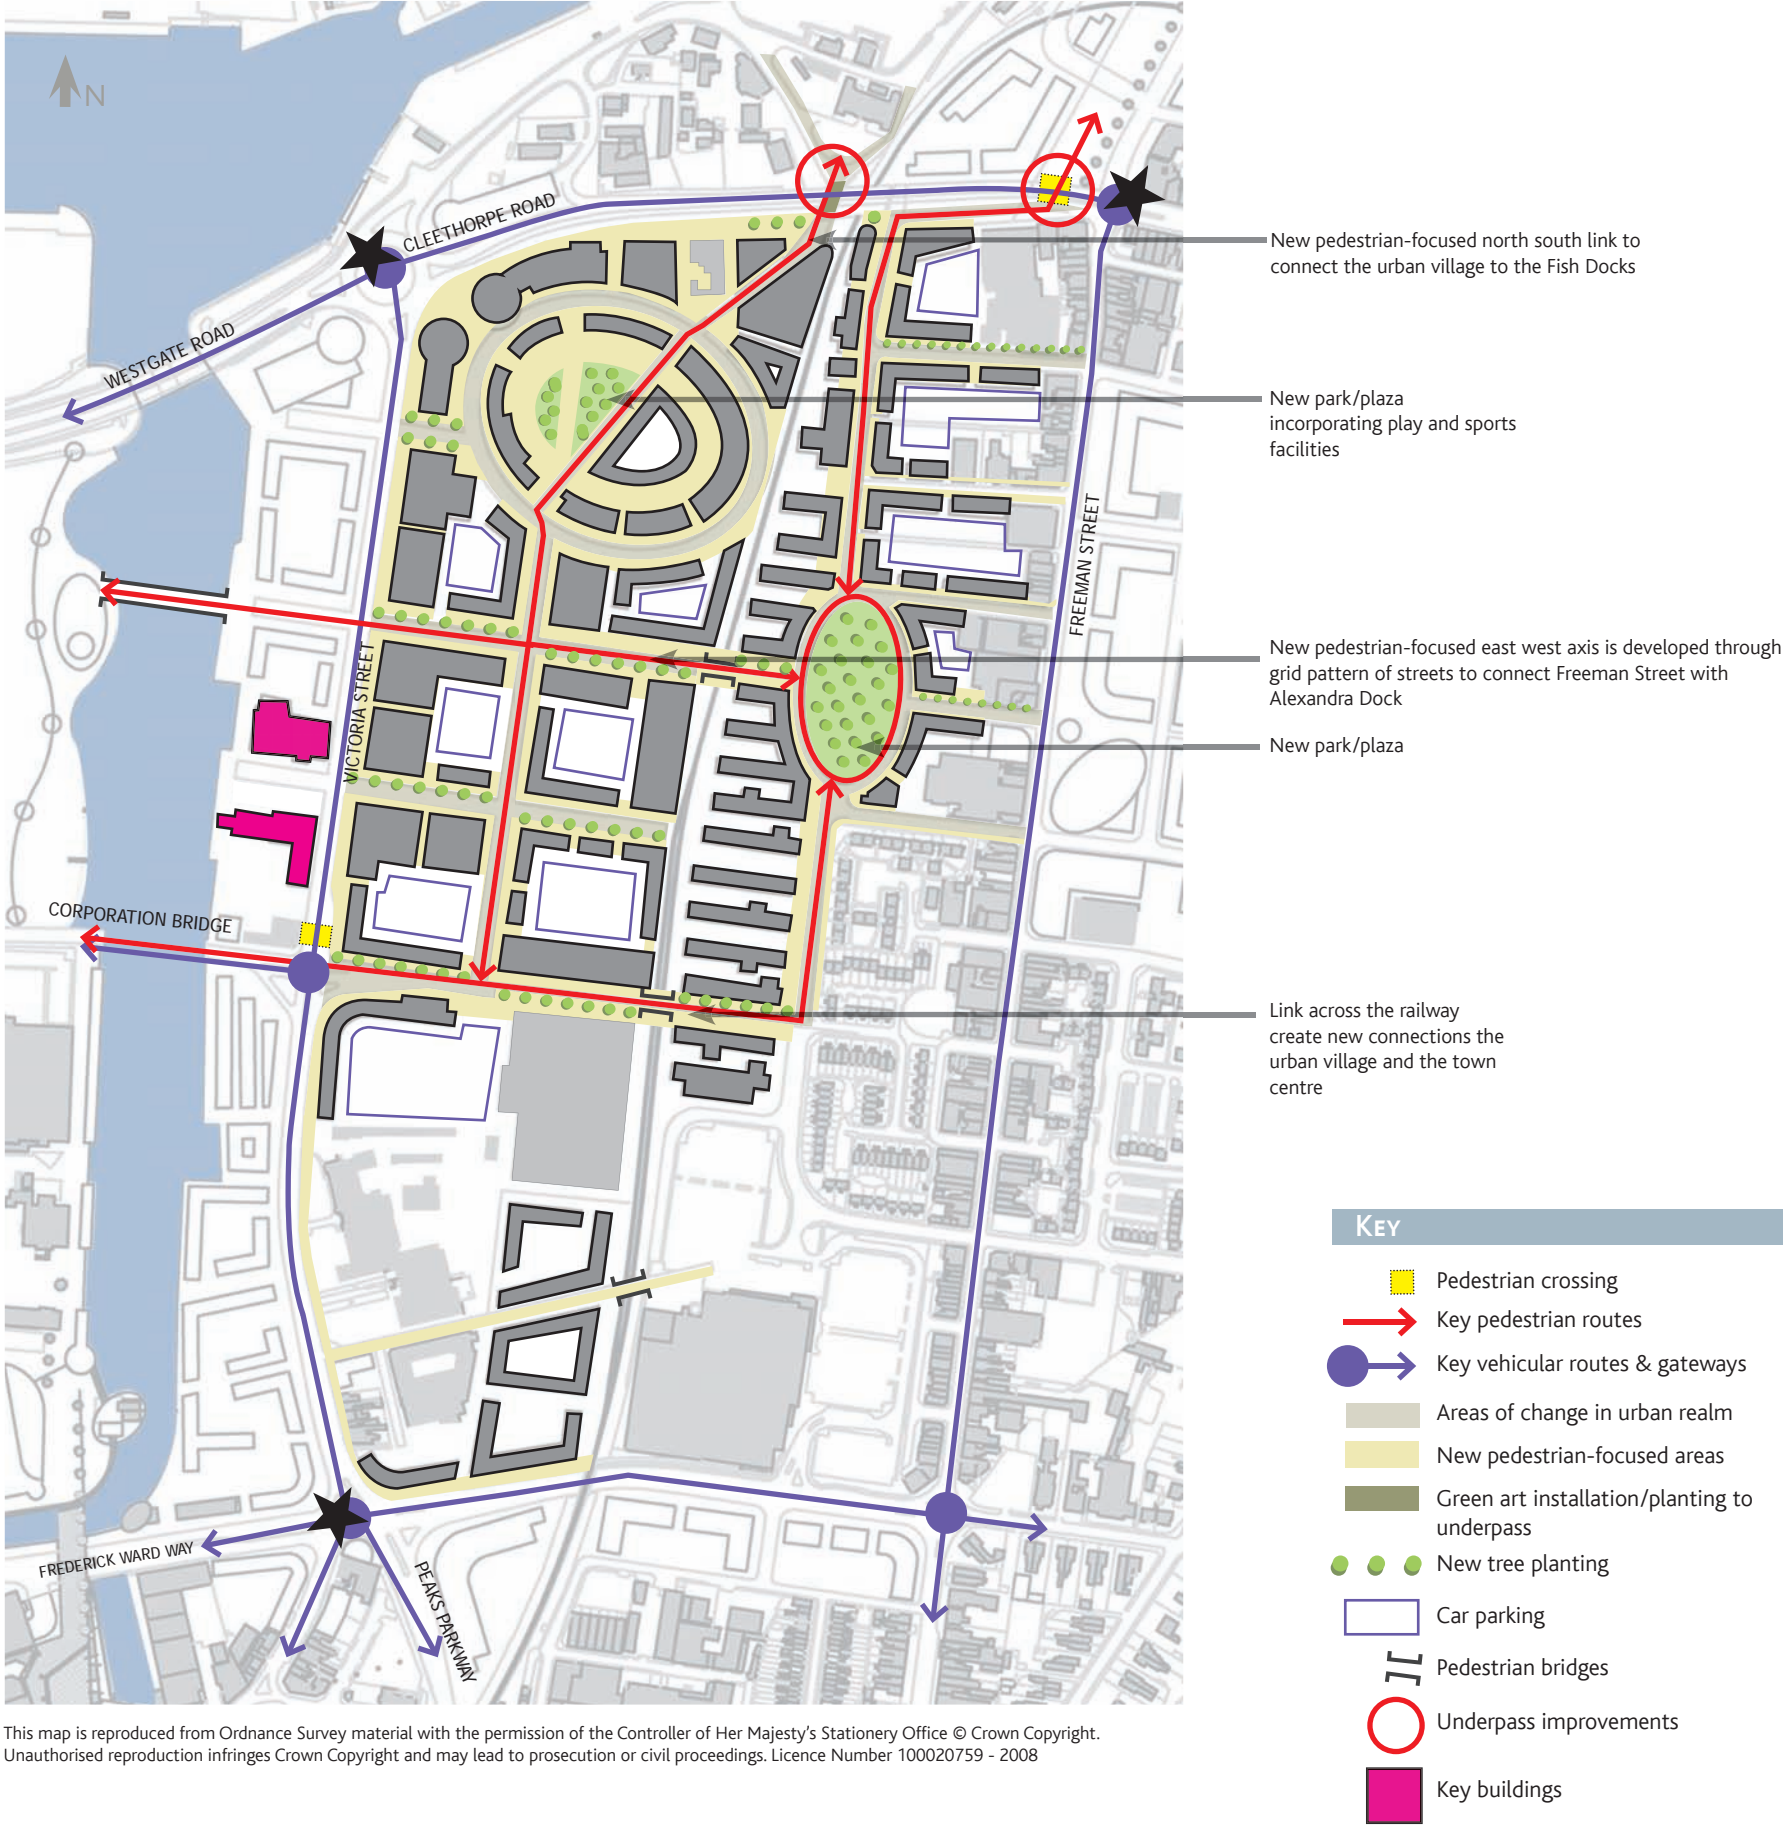 N
CLEETHORPE ROAD
WESTGATE ROAD
New pedestrian-focused north south link to
connect the urban village to the Fish Docks
New park/plaza
incorporating play and sports
facilities
FREEMAN STREET
New pedestrian-focused east west axis is developed through
grid pattern of streets to connect Freeman Street with
Alexandra Dock
VICTORIA STREET
New park/plaza
CORPORATION BRIDGE
Link across the railway
create new connections the
urban village and the town
centre
KEY
Pedestrian crossing
Key pedestrian routes
Key vehicular routes & gateways
Areas of change in urban realm
New pedestrian-focused areas
Green art installation/planting to
underpass
New tree planting
Car parking
Pedestrian bridges
Underpass improvements
Key buildings
FREDERICK WARD WAY
PEAKS PARKWAY
This map is reproduced from Ordnance Survey material with the permission of the Controller of Her Majesty's Stationery Office © Crown Copyright.
Unauthorised reproduction infringes Crown Copyright and may lead to prosecution or civil proceedings. Licence Number 100020759 - 2008